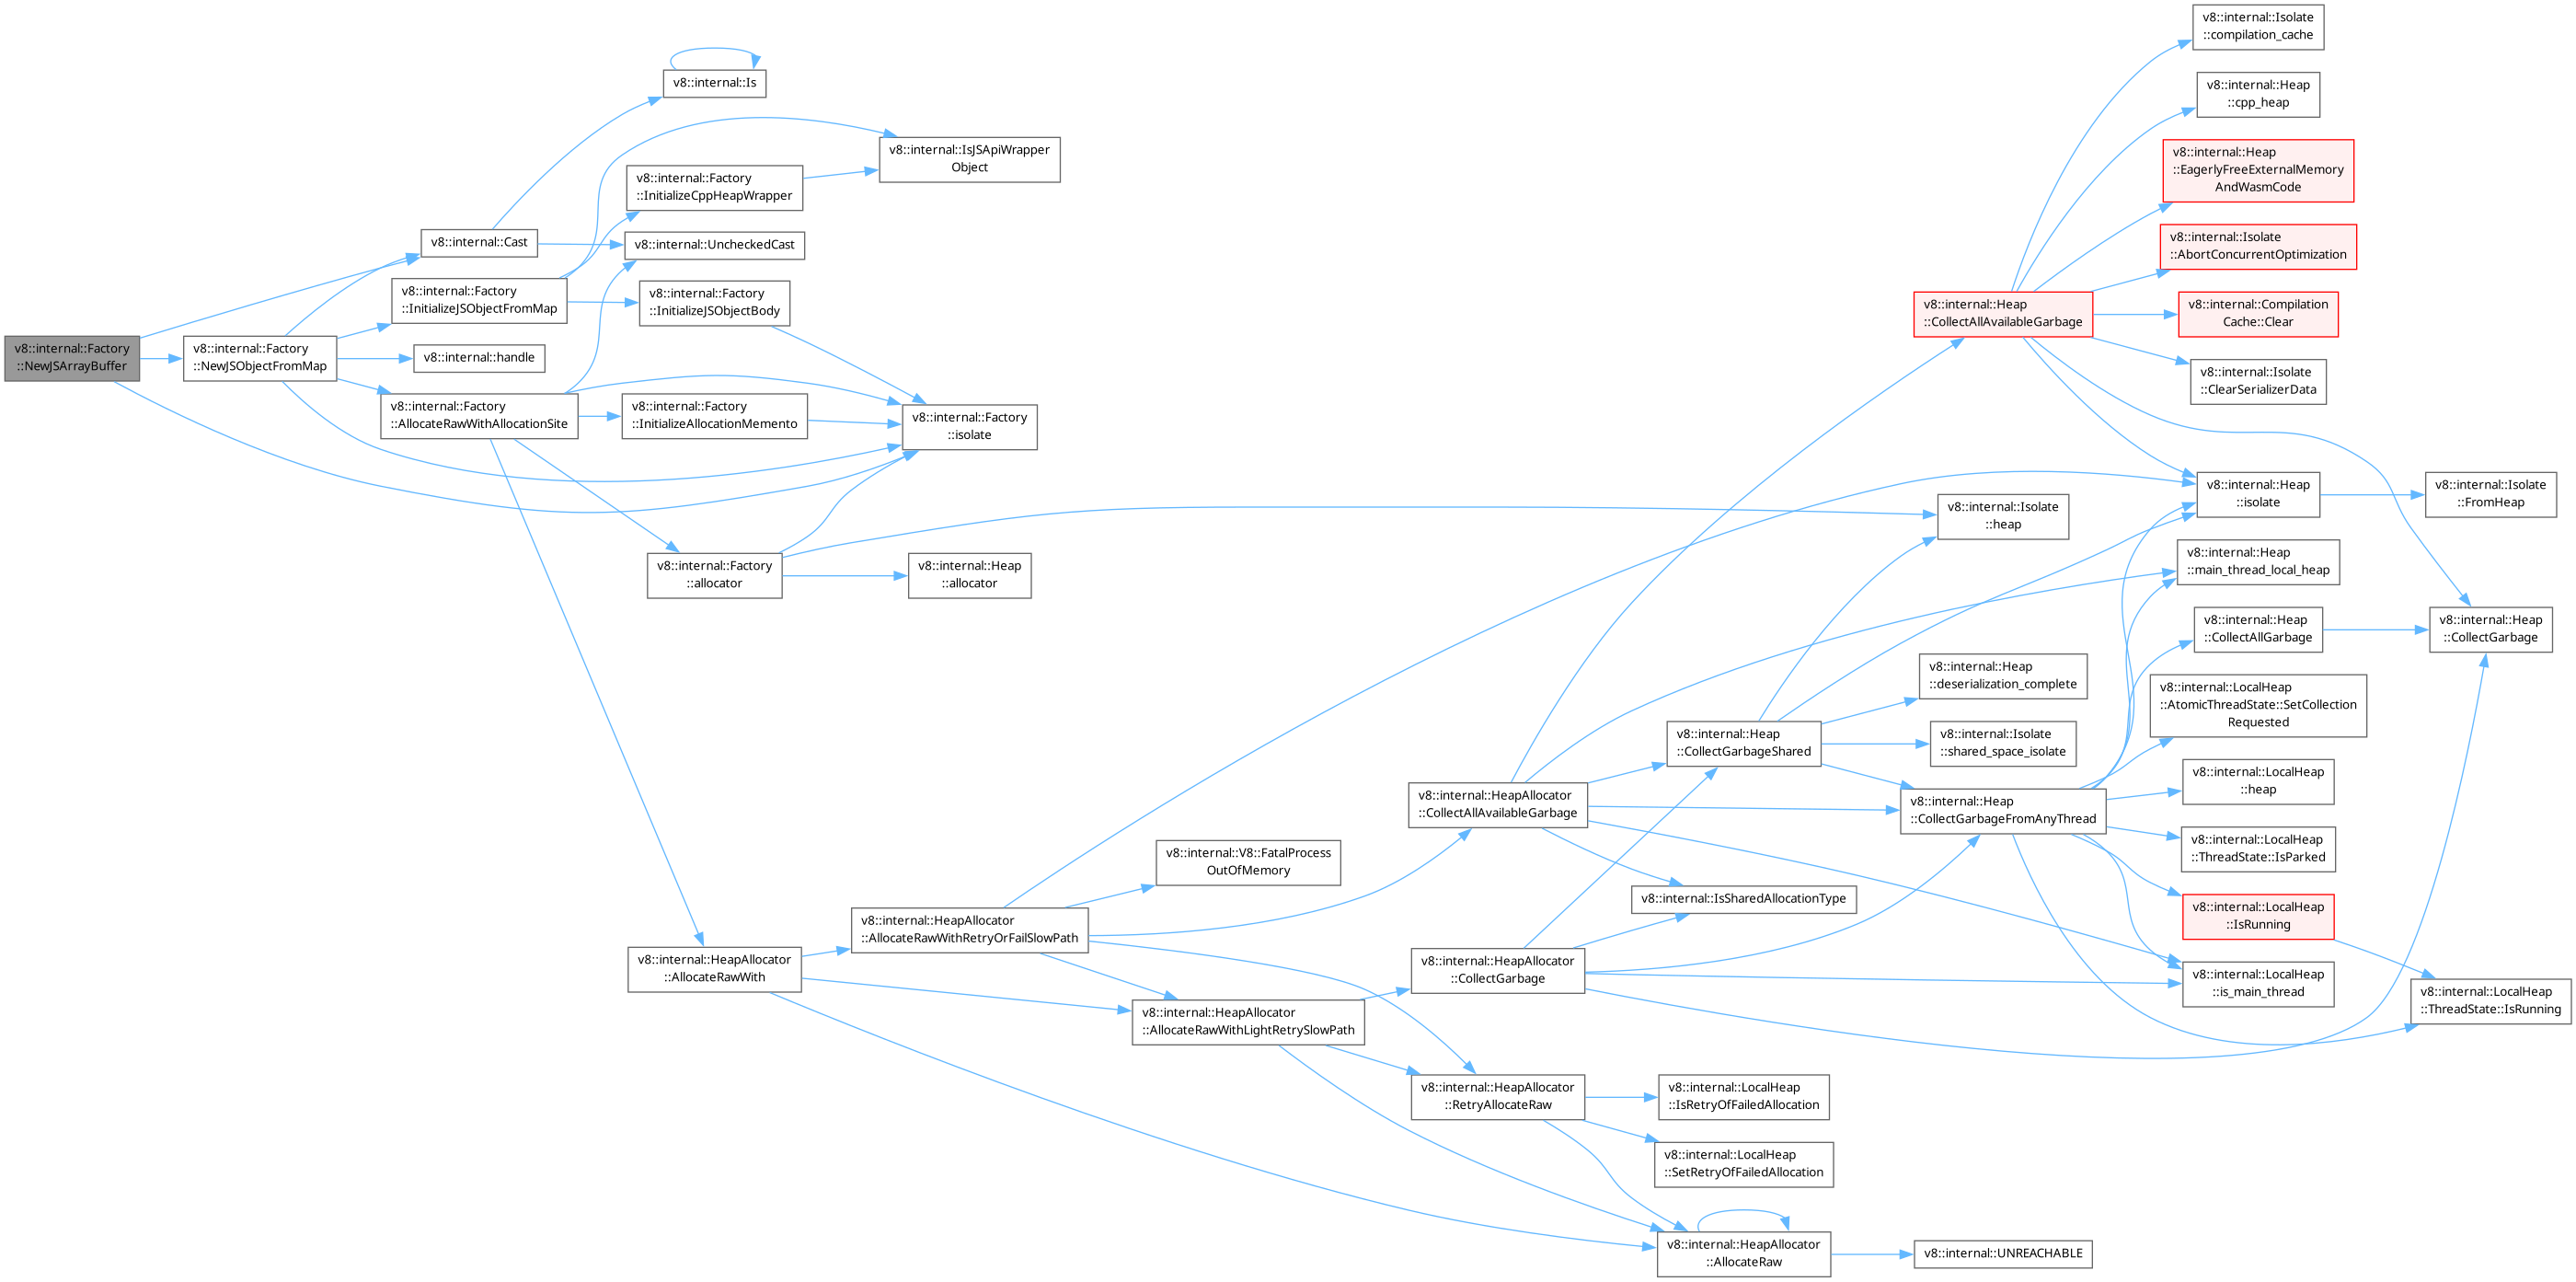 v8::internal::Factory
::NewJSArrayBuffer
v8::internal::Factory
::NewJSObjectFromMap
v8::internal::Cast
v8::internal::Factory
::InitializeJSObjectFromMap
v8::internal::handle
v8::internal::Factory
::AllocateRawWithAllocationSite
v8::internal::Is
v8::internal::Factory
::InitializeCppHeapWrapper
v8::internal::UncheckedCast
v8::internal::Factory
::InitializeJSObjectBody
v8::internal::Factory
::InitializeAllocationMemento
v8::internal::Factory
::allocator
v8::internal::HeapAllocator
::AllocateRawWith
v8::internal::IsJSApiWrapper
Object
v8::internal::Factory
::isolate
v8::internal::Heap
::allocator
v8::internal::HeapAllocator
::AllocateRawWithRetryOrFailSlowPath
v8::internal::V8::FatalProcess
OutOfMemory
v8::internal::HeapAllocator
::AllocateRawWithLightRetrySlowPath
v8::internal::HeapAllocator
::CollectAllAvailableGarbage
v8::internal::HeapAllocator
::CollectGarbage
v8::internal::HeapAllocator
::RetryAllocateRaw
v8::internal::Heap
::CollectGarbageShared
v8::internal::IsSharedAllocationType
v8::internal::LocalHeap
::IsRetryOfFailedAllocation
v8::internal::LocalHeap
::SetRetryOfFailedAllocation
v8::internal::HeapAllocator
::AllocateRaw
v8::internal::Heap
::CollectAllAvailableGarbage
v8::internal::Isolate
::heap
v8::internal::Heap
::deserialization_complete
v8::internal::Isolate
::shared_space_isolate
v8::internal::Heap
::CollectGarbageFromAnyThread
v8::internal::UNREACHABLE
v8::internal::Isolate
::compilation_cache
v8::internal::Heap
::cpp_heap
v8::internal::Heap
::EagerlyFreeExternalMemory
AndWasmCode
v8::internal::Isolate
::AbortConcurrentOptimization
v8::internal::Compilation
Cache::Clear
v8::internal::Isolate
::ClearSerializerData
v8::internal::Heap
::isolate
v8::internal::Heap
::main_thread_local_heap
v8::internal::Heap
::CollectAllGarbage
v8::internal::LocalHeap
::AtomicThreadState::SetCollection
Requested
v8::internal::LocalHeap
::heap
v8::internal::LocalHeap
::ThreadState::IsParked
v8::internal::LocalHeap
::IsRunning
v8::internal::LocalHeap
::is_main_thread
v8::internal::Isolate
::FromHeap
v8::internal::Heap
::CollectGarbage
v8::internal::LocalHeap
::ThreadState::IsRunning